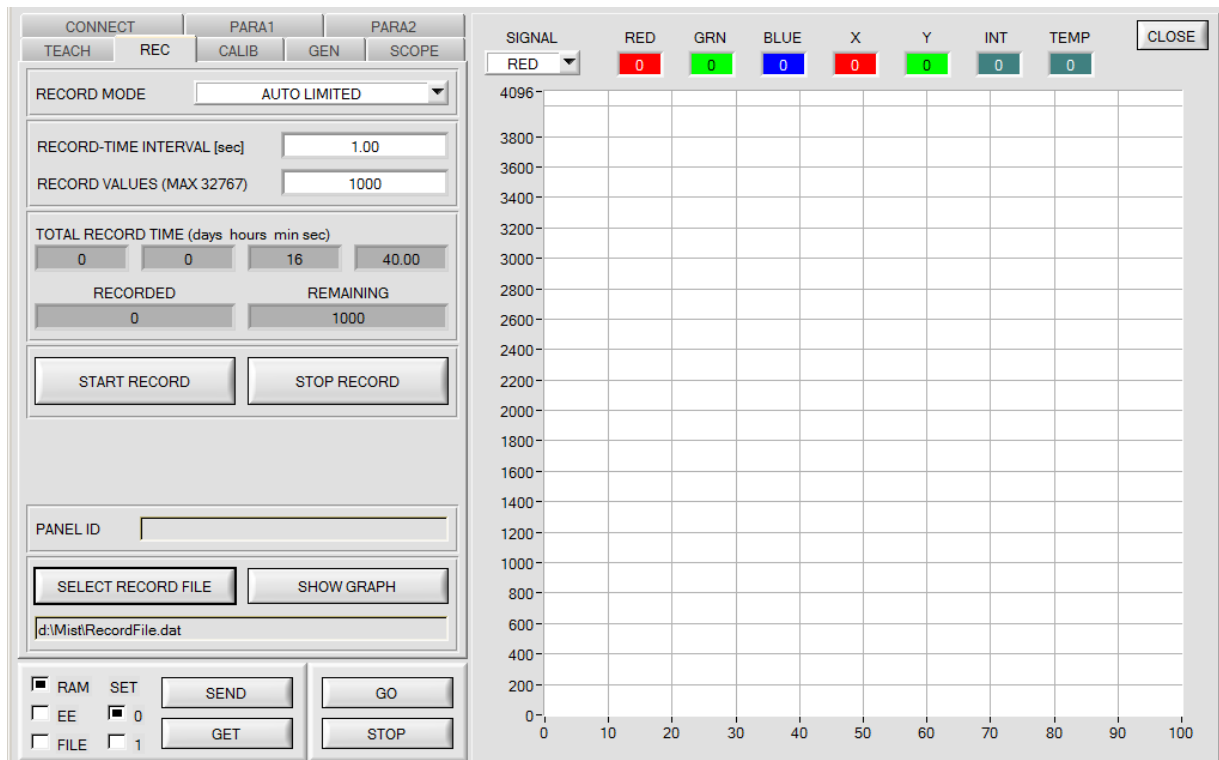 CONNECT PARA1 PARA2
TEACH REC CALIB GEN SCOPE
RECORD MODE AUTO LIMITED
RECORD-TIME INTERVAL [sec] 1.00
RECORD VALUES (MAX 32767) 1000
TOTAL RECORD TIME (days hours min sec)
0 0 16 40.00
RECORDED REMAINING
0 1000
START RECORD STOP RECORD
PANEL ID
SELECT RECORD FILE SHOW GRAPH
d:\Mist\RecordFile.dat
RAM SET SEND GO
EE 0
GET STOP
FILE 1
SIGNAL RED GRN BLUE X Y INT TEMP CLOSE
RED 0 0 0 0 0 0 0
4096
3800
3600
3400
3200
3000
2800
2600
2400
2200
2000
1800
1600
1400
1200
1000
800
600
400
200
0
0 10 20 30 40 50 60 70 80 90 100